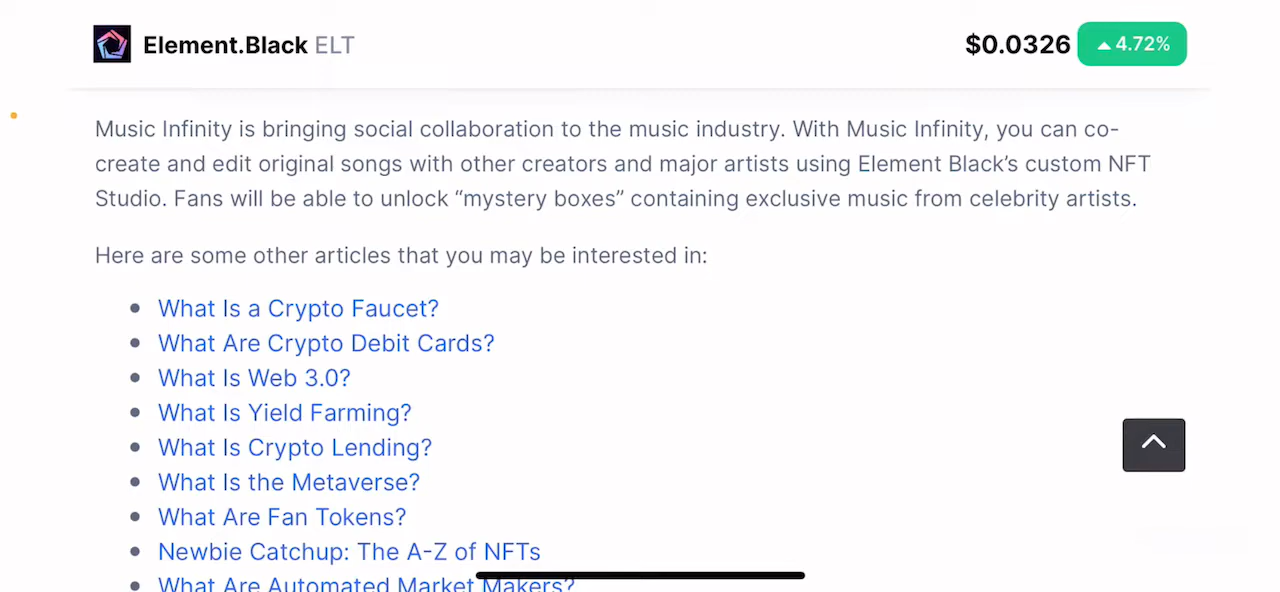 Element.Black ELT
$0.0326 4.72%
Music Infinity is bringing social collaboration to the music industry. With Music Infinity, you can co-
create and edit original songs with other creators and major artists using Element Black’s custom NFT
Studio. Fans will be able to unlock “mystery boxes” containing exclusive music from celebrity artists.
Here are some other articles that you may be interested in:
What Is a Crypto Faucet?
What Are Crypto Debit Cards?
What Is Web 3.0?
What Is Yield Farming?
What Is Crypto Lending?
What Is the Metaverse?
What Are Fan Tokens?
Newbie Catchup: The A-Z of NFTs
What Are Automated Market Makers?